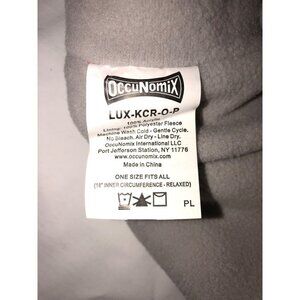 OccuNomiX
LUX-KCR-O-P
100% Acrylic
Lining: 100% Polyester Fleece
Machine Wash Cold - Gentle Cycle.
No Bleach. Air Dry - Line Dry.
OccuNomix International LLC
Port Jefferson Station, NY 11776
www.occunomix.com
Made in China
ONE SIZE FITS ALL
(18" INNER CIRCUMFERENCE - RELAXED)
PL